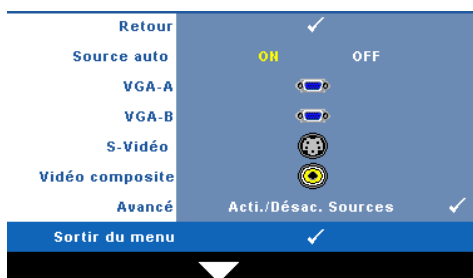 Retour
Source auto ON OFF
VGA-A
VGA-B
S-Vidéo
Vidéo composite
Avancé Acti./Désac. Sources
Sortir du menu